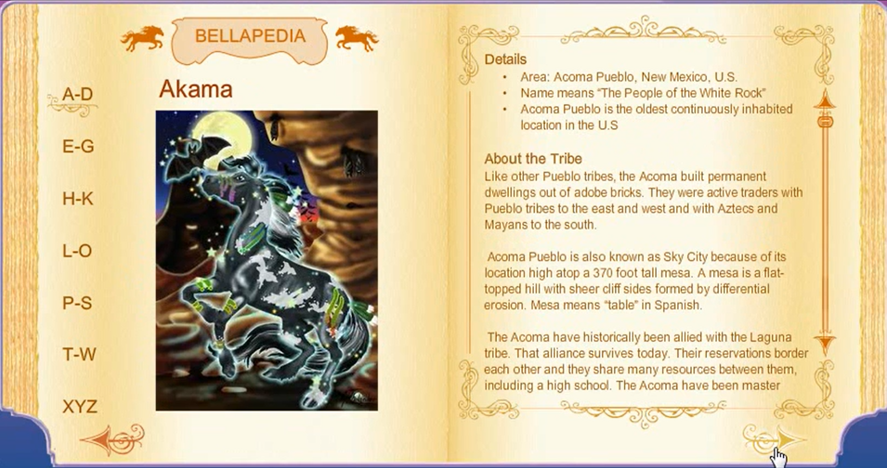 BELLAPEDIA
Akama
A-D
E-G
H-K
L-O
P-S
T-W
XYZ
Details
• Area: Acoma Pueblo, New Mexico, U.S.
• Name means “The People of the White Rock”
• Acoma Pueblo is the oldest continuously inhabited
location in the U.S
About the Tribe
Like other Pueblo tribes, the Acoma built permanent
dwellings out of adobe bricks. They were active traders with
Pueblo tribes to the east and west and with Aztecs and
Mayans to the south.
Acoma Pueblo is also known as Sky City because of its
location high atop a 370 foot tall mesa. A mesa is a flat-
topped hill with sheer cliff sides formed by differential
erosion. Mesa means “table” in Spanish.
The Acoma have historically been allied with the Laguna
tribe. That alliance survives today. Their reservations border
each other and they share many resources between them,
including a high school. The Acoma have been master